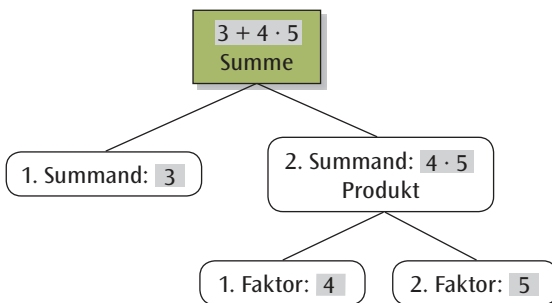 3 + 4 · 5
Summe
1. Summand: 3
2. Summand: 4 · 5
Produkt
1. Faktor: 4
2. Faktor: 5